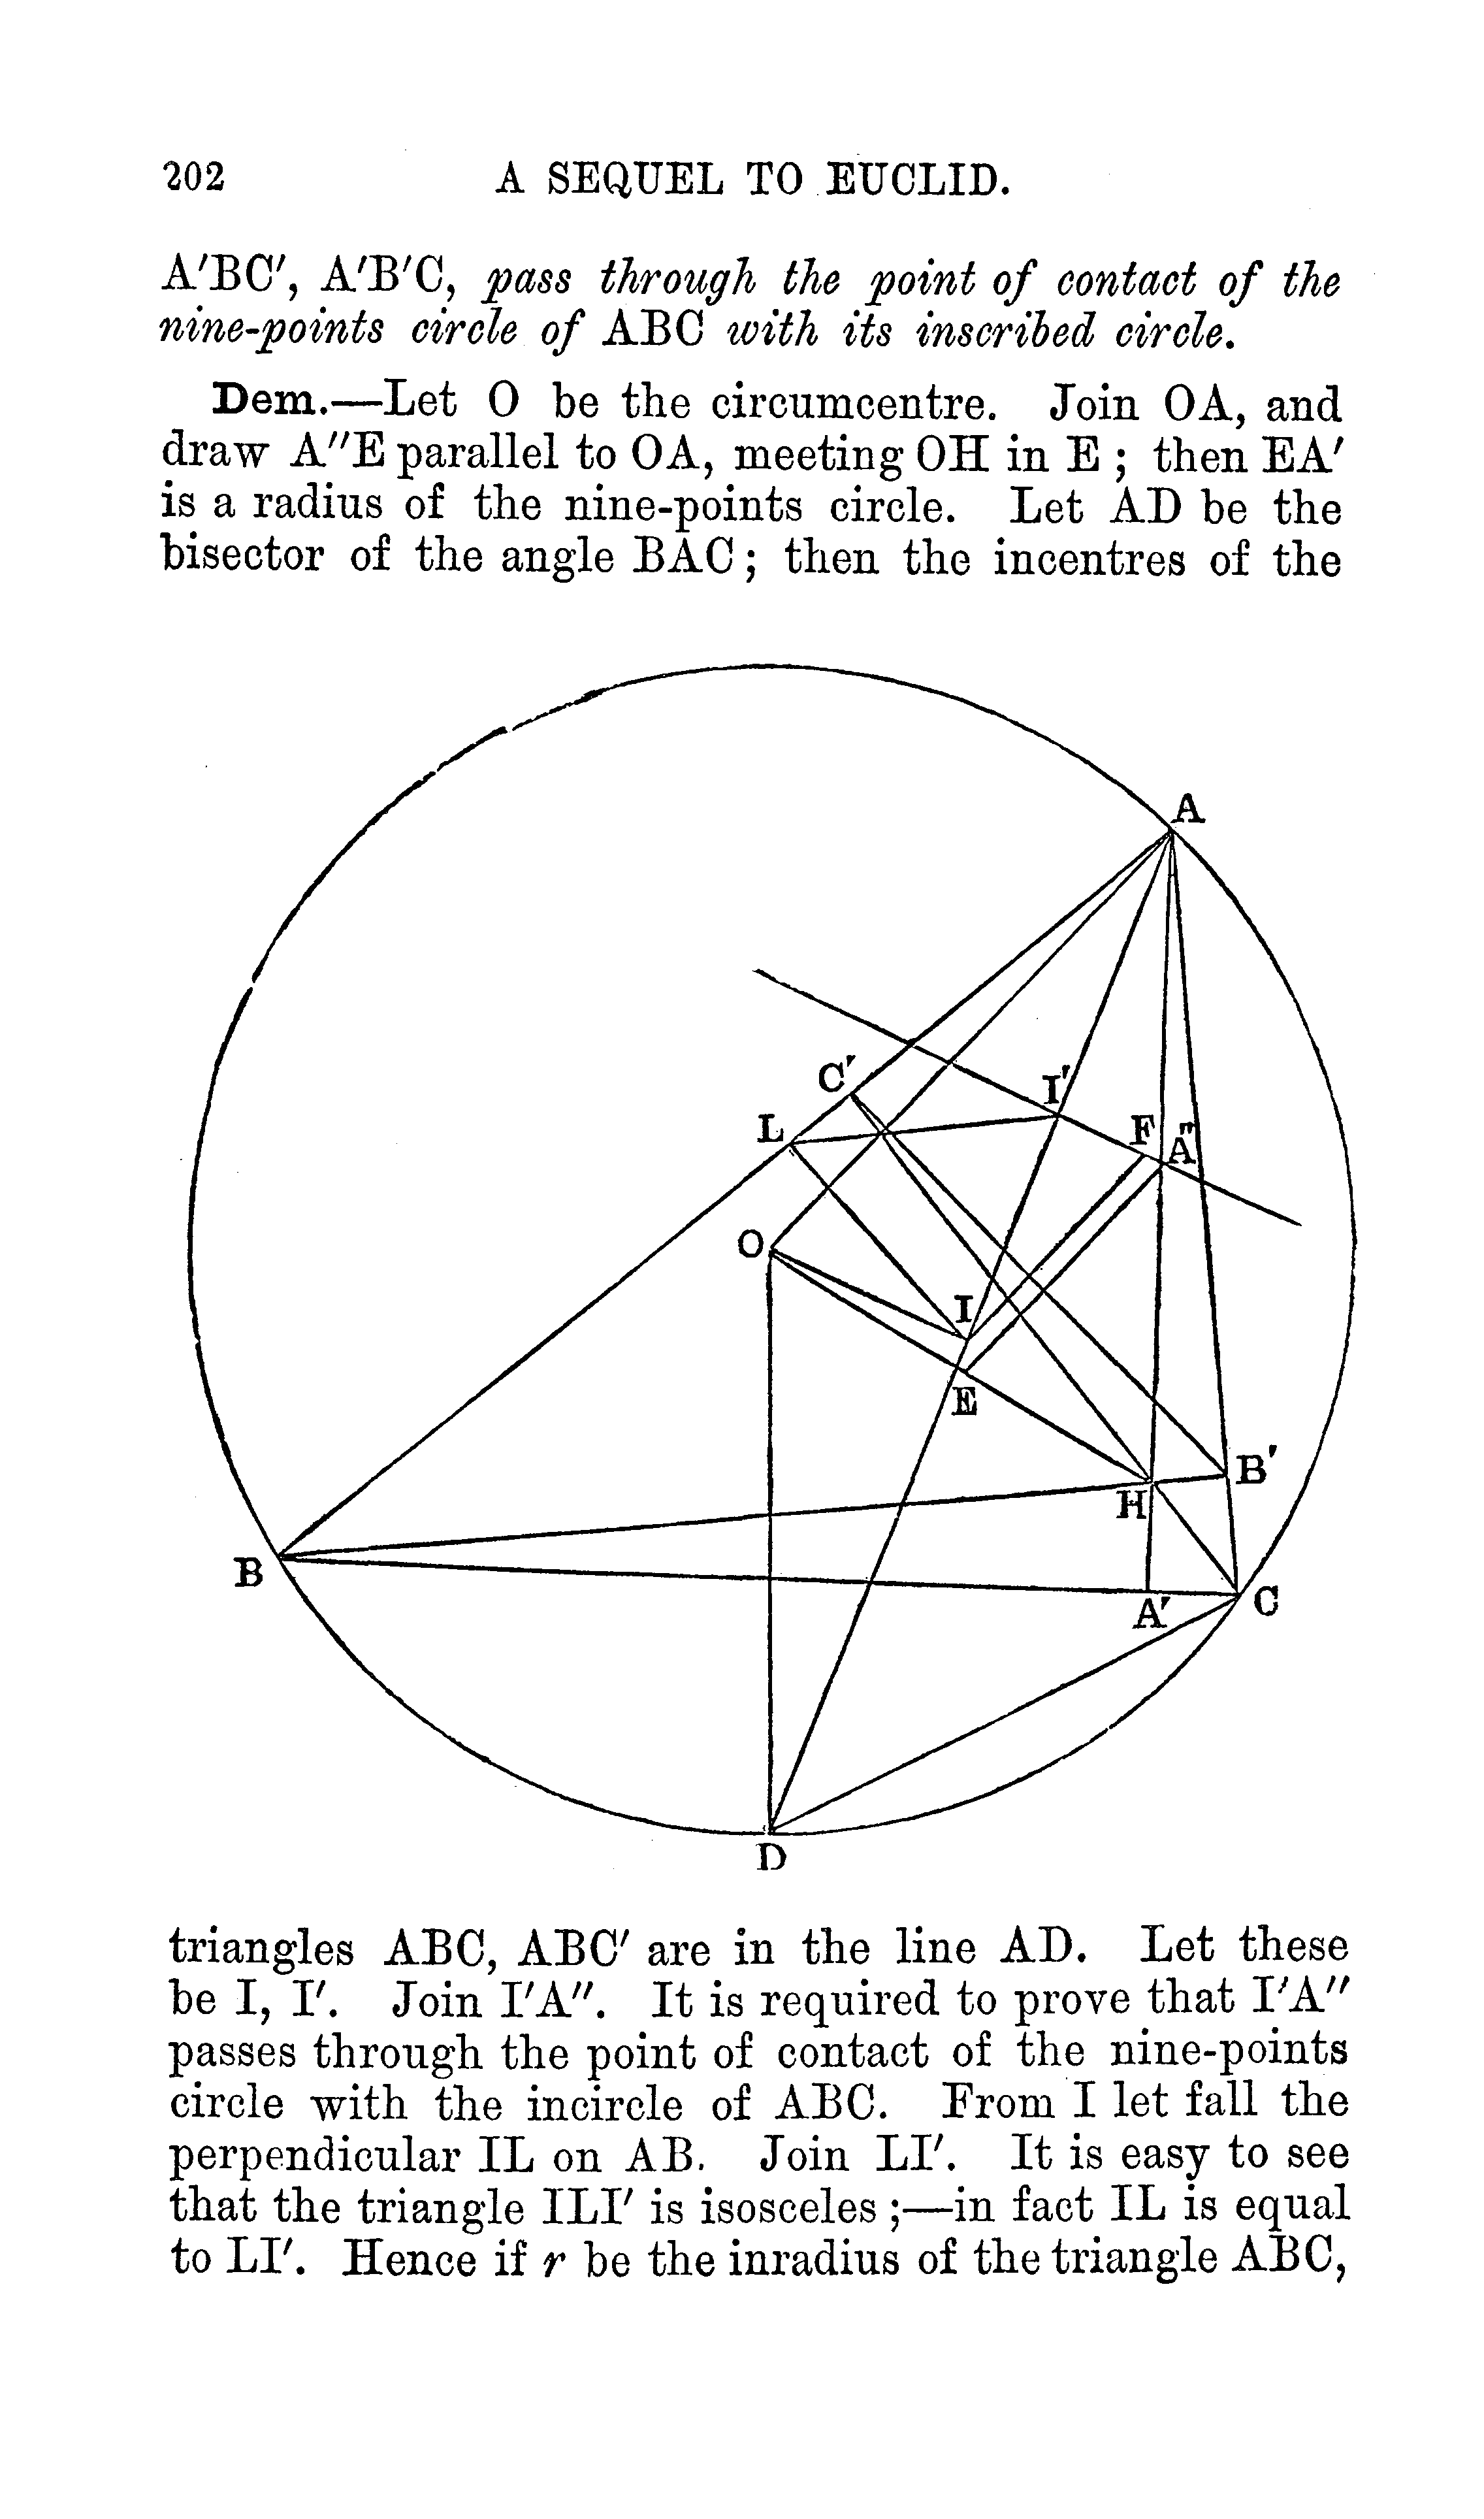 202 A SEQUEL TO EUCLID.
A′BC′, A′B′C, pass through the point of contact of the
nine-points circle of ABC with its inscribed circle.
Dem.—Let O be the circumcentre. Join OA, and
draw A″E parallel to OA, meeting OH in E ; then EA′
is a radius of the nine-points circle. Let AD be the
bisector of the angle BAC ; then the incentres of the
A
C′
I′
L
F
A″
O
I
E
B′
H
B
A′
C
D
triangles ABC, ABC′ are in the line AD. Let these
be I, I′. Join I′A″. It is required to prove that I′A″
passes through the point of contact of the nine-points
circle with the incircle of ABC. From I let fall the
perpendicular IL on AB. Join LI′. It is easy to see
that the triangle ILI′ is isosceles ;—in fact IL is equal
to LI′. Hence if r be the inradius of the triangle ABC,